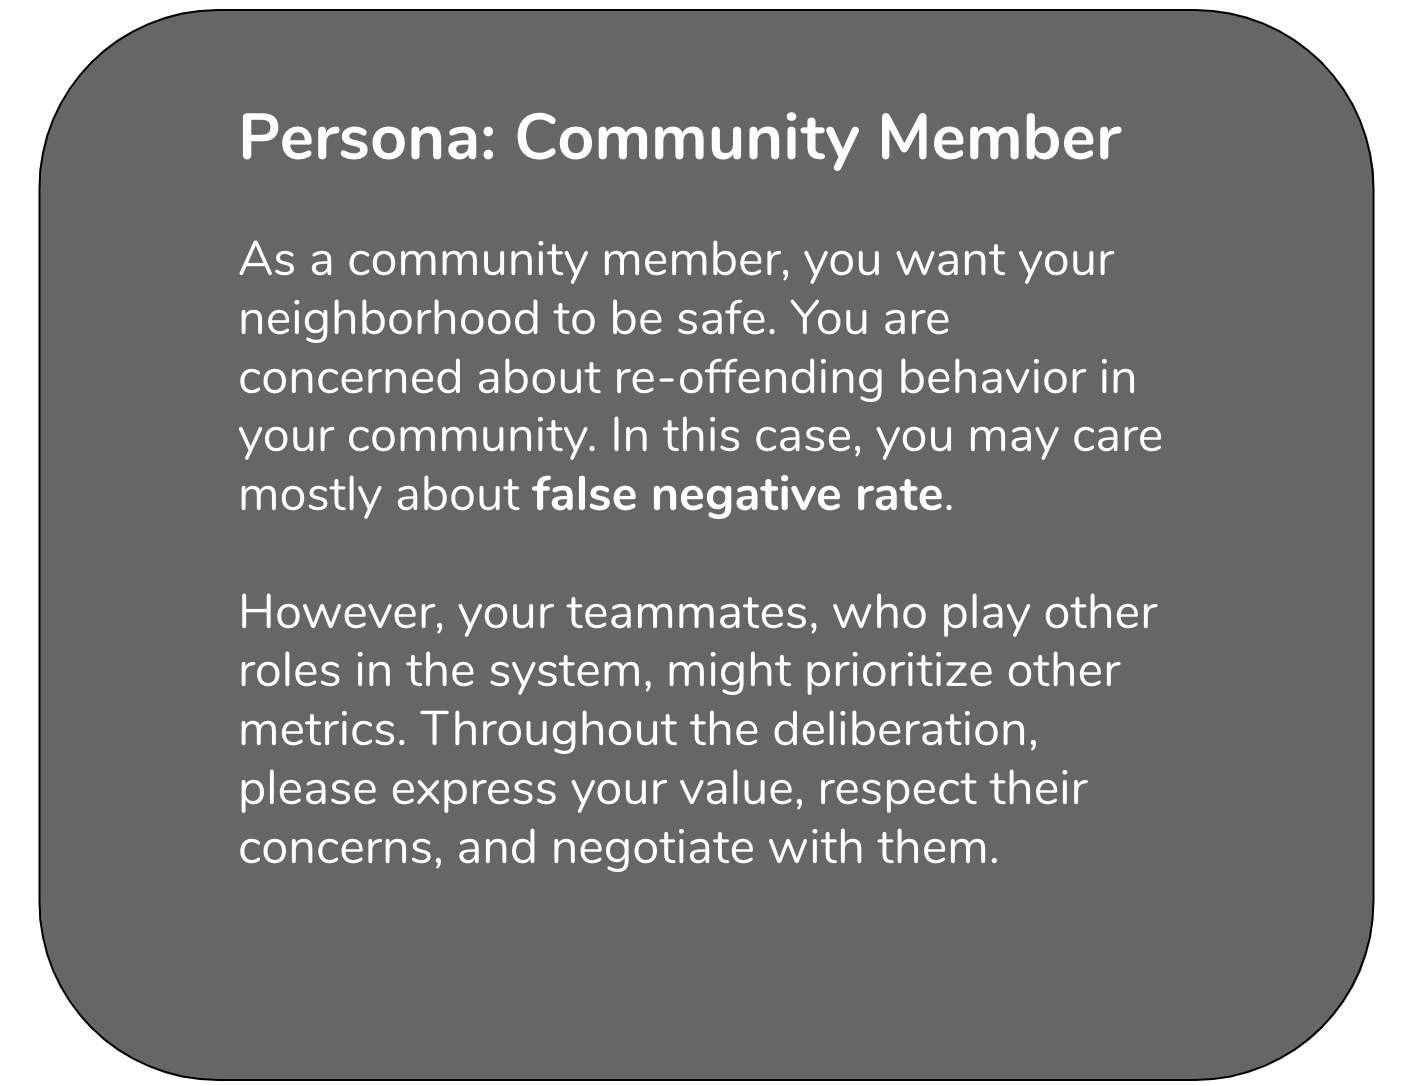 Persona: Community Member
As a community member, you want your
neighborhood to be safe. You are
concerned about re-offending behavior in
your community. In this case, you may care
mostly about false negative rate.
However, your teammates, who play other
roles in the system, might prioritize other
metrics. Throughout the deliberation,
please express your value, respect their
concerns, and negotiate with them.